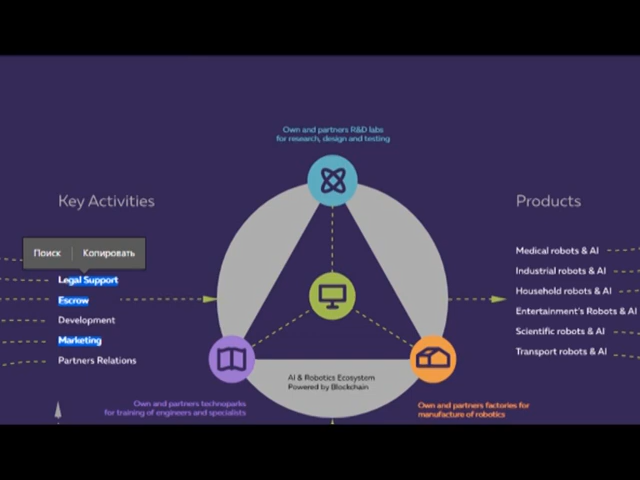 Own and partners R&D labs
for research, design and testing
Key Activities
Products
Поиск
Копировать
Legal Support
Escrow
Development
Marketing
Partners Relations
Medical robots & AI
Industrial robots & AI
Household robots & AI
Entertainment's Robots & AI
Scientific robots & AI
Transport robots & AI
AI & Robotics Ecosystem
Powered by Blockchain
Own and partners technoparks
for training of engineers and specialists
Own and partners factories for
manufacture of robotics